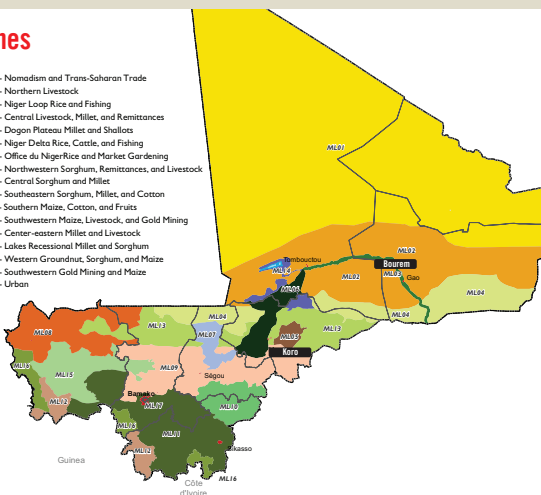 nes
- Nomadism and Trans-Saharan Trade
- Northern Livestock
- Niger Loop Rice and Fishing
- Central Livestock, Millet, and Remittances
- Dogon Plateau Millet and Shallots
- Niger Delta Rice, Cattle, and Fishing
- Office du NigerRice and Market Gardening
- Northwestern Sorghum, Remittances, and Livestock
- Central Sorghum and Millet
- Southeastern Sorghum, Millet, and Cotton
- Southern Maize, Cotton, and Fruits
- Southwestern Maize, Livestock, and Gold Mining
- Center-eastern Millet and Livestock
- Lakes Recessional Millet and Sorghum
- Western Groundnut, Sorghum, and Maize
- Southwestern Gold Mining and Maize
- Urban
ML01
ML02
Tombouctou
Bourem
ML14
ML02
ML03
Gao
ML06
ML04
ML04
ML04
ML13
ML13
ML08
ML07
ML05
Koro
ML16
ML15
ML09
Ségou
Bamako
ML12
ML17
ML10
ML16
ML11
ML12
Sikasso
Guinea
ML16
Côte
d'Ivoire